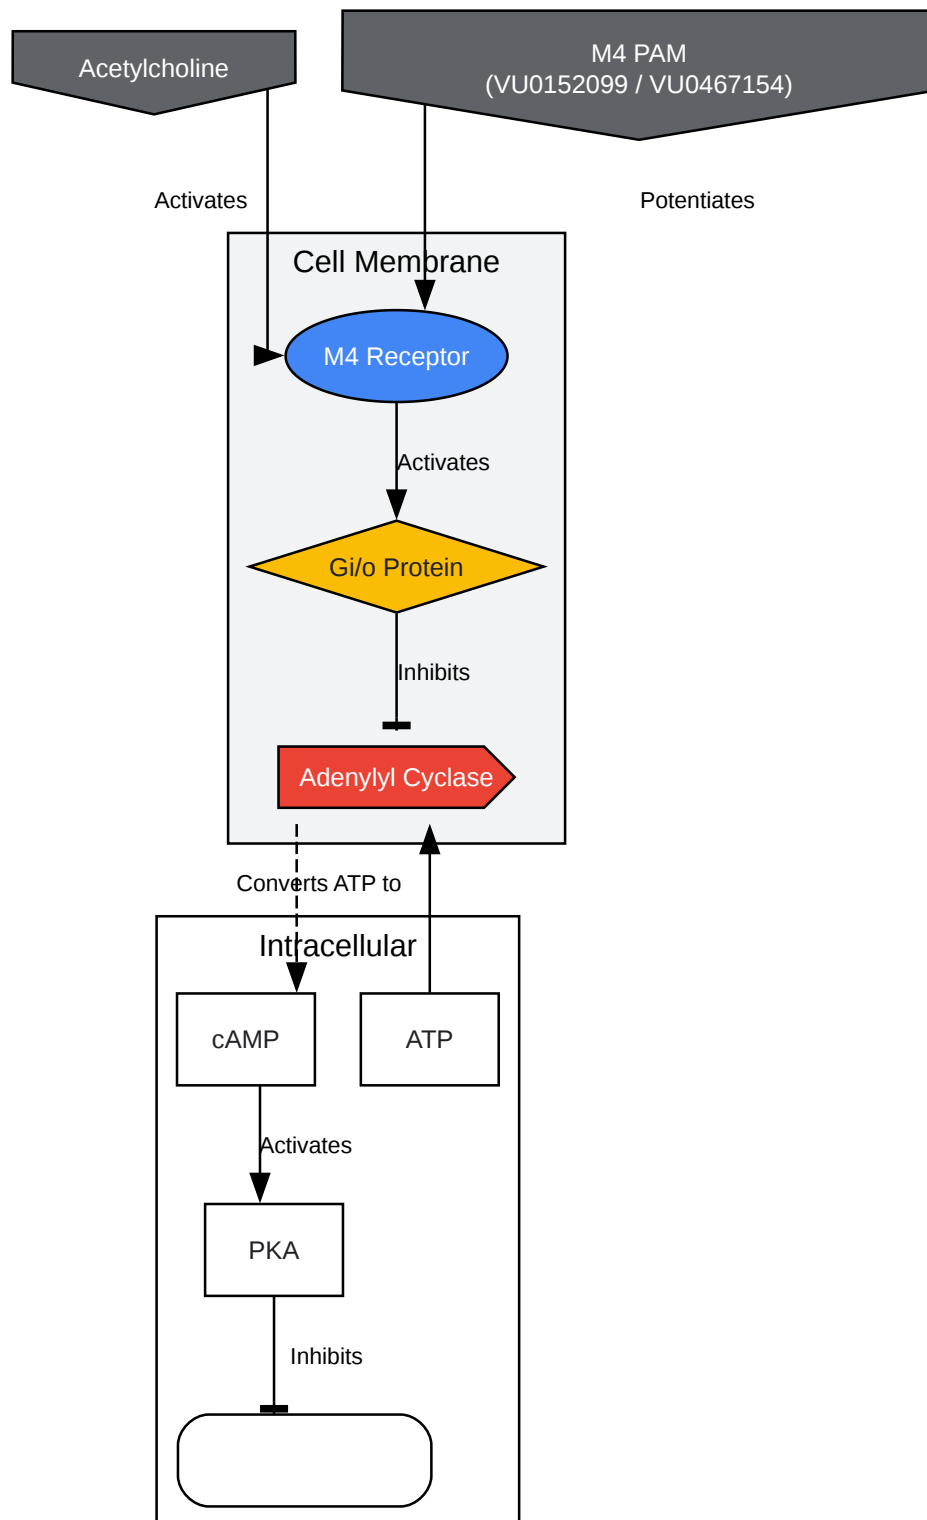 Acetylcholine
M4 PAM
(VU0152099 / VU0467154)
Activates
Potentiates
Cell Membrane
M4 Receptor
Activates
Gi/o Protein
Inhibits
Adenylyl Cyclase
Converts ATP to
Intracellular
cAMP
ATP
Activates
PKA
Inhibits